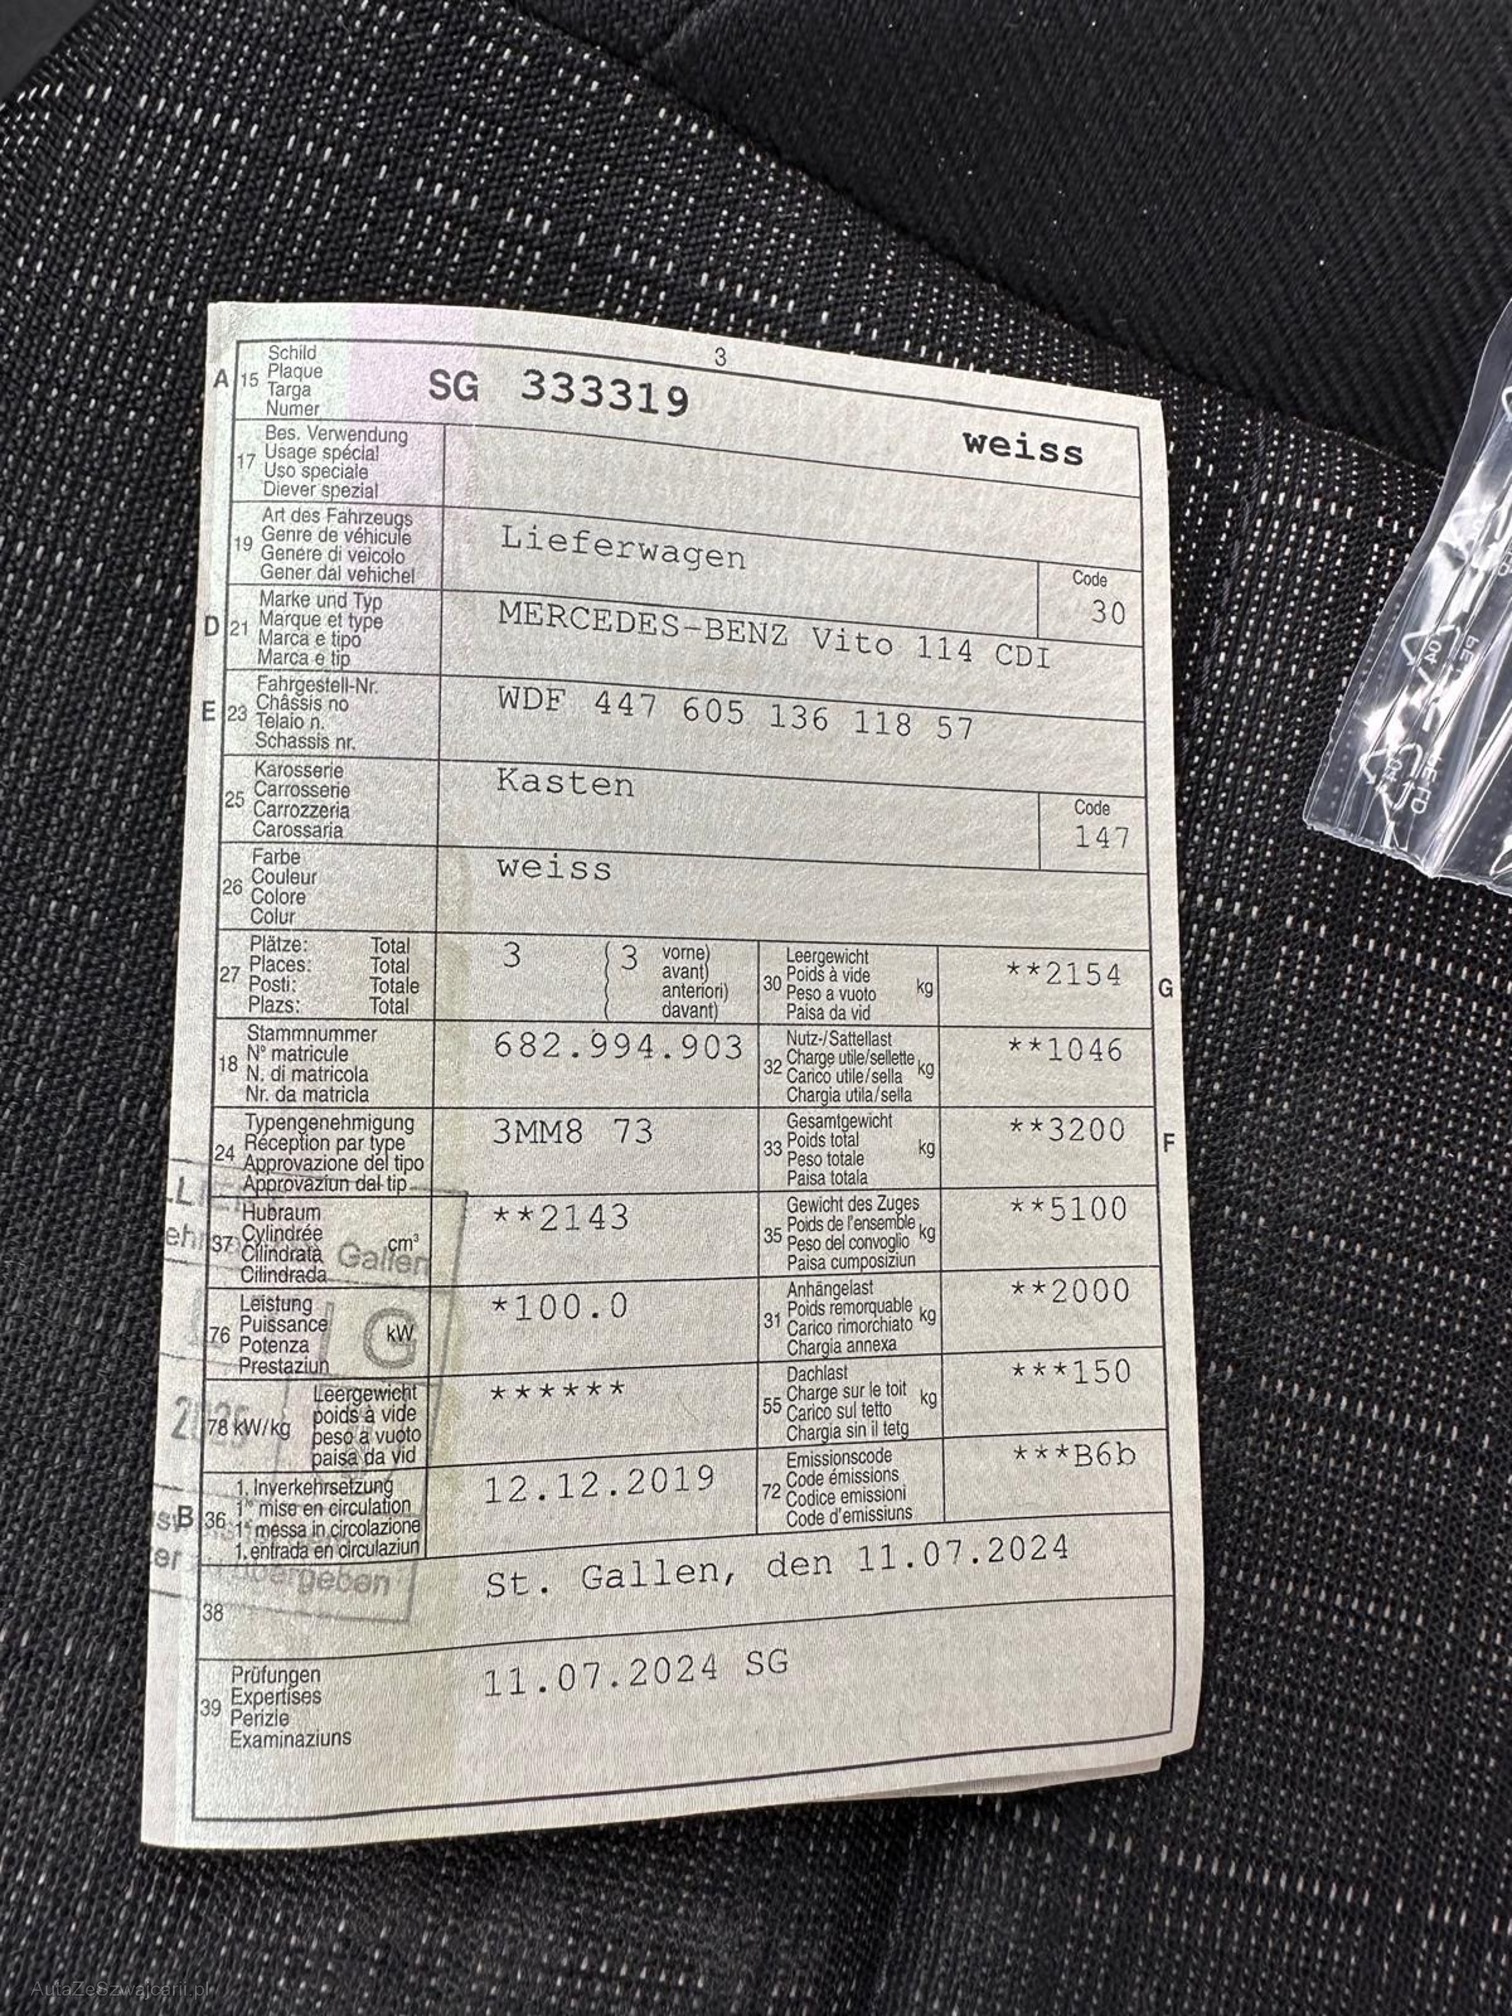 3
A 15 Schild
Plaque
Targa
Numer
SG 333319
weiss
17 Bes. Verwendung
Usage spécial
Uso speciale
Diever spezial
19 Art des Fahrzeugs
Genre de véhicule
Genere di veicolo
Gener dal vehichel
Lieferwagen
Code
30
D 21 Marke und Typ
Marque et type
Marca e tipo
Marca e tip
MERCEDES-BENZ Vito 114 CDI
E 23 Fahrgestell-Nr.
Châssis no
Telaio n.
Schassis nr.
WDF 447 605 136 118 57
25 Karosserie
Carrosserie
Carrozzeria
Carossaria
Kasten
Code
147
26 Farbe
Couleur
Colore
Colur
weiss
27 Plätze: Total
Places: Total
Posti: Totale
Plazs: Total
3 (3 vorne)
avant)
anteriori)
davant)
30 Leergewicht
Poids à vide kg
Peso a vuoto
Paisa da vid
**2154
G
18 Stammnummer
N° matricule
N. di matricola
Nr. da matricla
682.994.903
32 Nutz-/Sattellast
Charge utile/sellette kg
Carico utile/sella
Chargia utila/sella
**1046
24 Typengenehmigung
Réception par type
Approvazione del tipo
Approvaziun dal tip
3MM8 73
33 Gesamtgewicht
Poids total kg
Peso totale
Paisa totala
**3200
F
37 Hubraum
Cylindrée cm³
Cilindrata
Cilindrada
**2143
35 Gewicht des Zuges
Poids de l'ensemble kg
Peso del convoglio
Paisa cumposiziun
**5100
76 Leistung
Puissance kW
Potenza
Prestaziun
*100.0
31 Anhängelast
Poids remorquable kg
Carico rimorchiato
Chargia annexa
**2000
78 kW/kg Leergewicht
poids à vide
peso a vuoto
paisa da vid
******
55 Dachlast
Charge sur le toit kg
Carico sul tetto
Chargia sin il tetg
***150
B 36 1. Inverkehrsetzung
1re mise en circulation
1a messa in circolazione
1. entrada en circulaziun
12.12.2019
72 Emissionscode
Code émissions
Codice emissioni
Code d'emissiuns
***B6b
38 St. Gallen, den 11.07.2024
39 Prüfungen
Expertises
Perizie
Examinaziuns
11.07.2024 SG
Gallen
G
übergeben
AutaZeSzwajcarii.pl